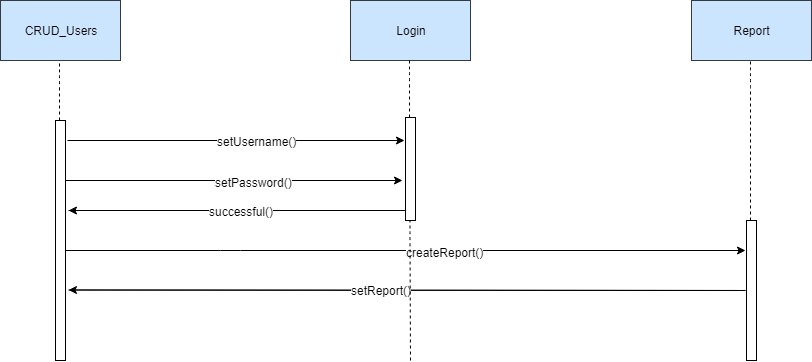 CRUD_Users
Login
Report
setUsername()
setPassword()
successful()
createReport()
setReport()